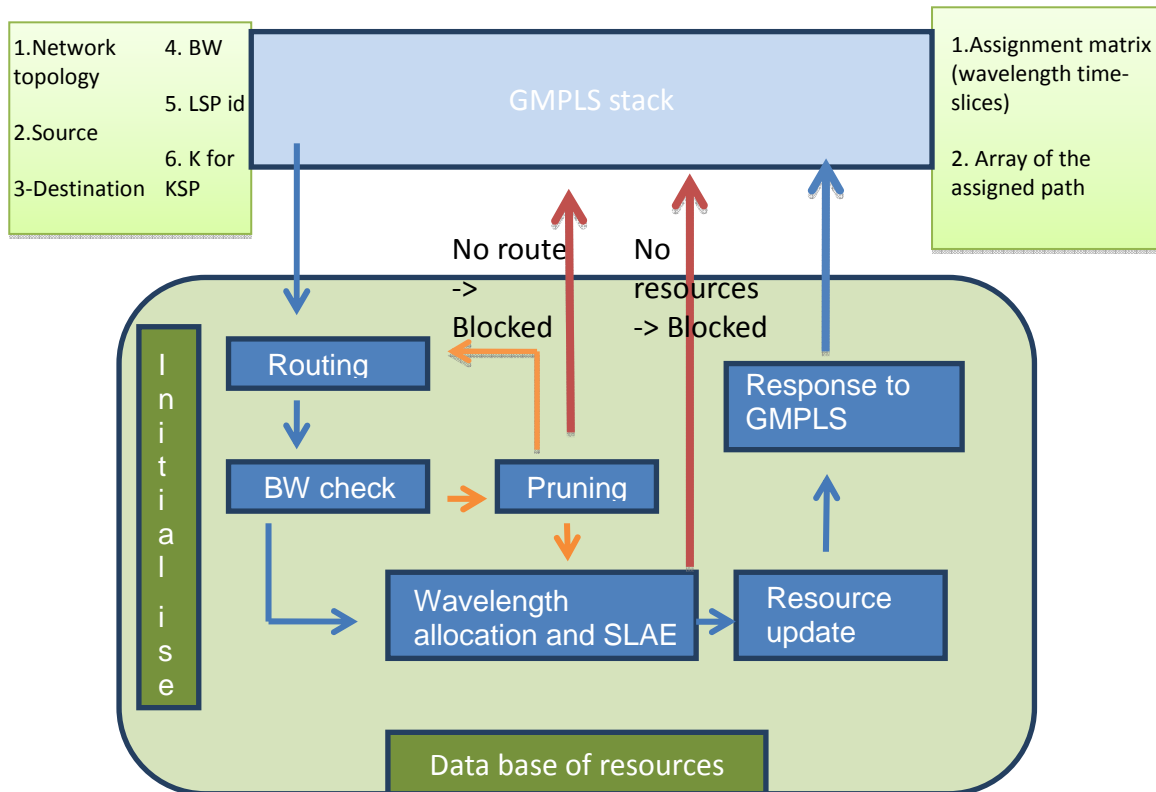 1.Network
topology
2.Source
3-Destination
4. BW
5. LSP id
6. K for
KSP
GMPLS stack
1.Assignment matrix
(wavelength time-
slices)
2. Array of the
assigned path
No route
->
Blocked
No
resources
-> Blocked
I
n
i
t
i
a
l
i s
e
Routing
Response to
GMPLS
BW check
Pruning
Wavelength
allocation and SLAE
Resource
update
Data base of resources